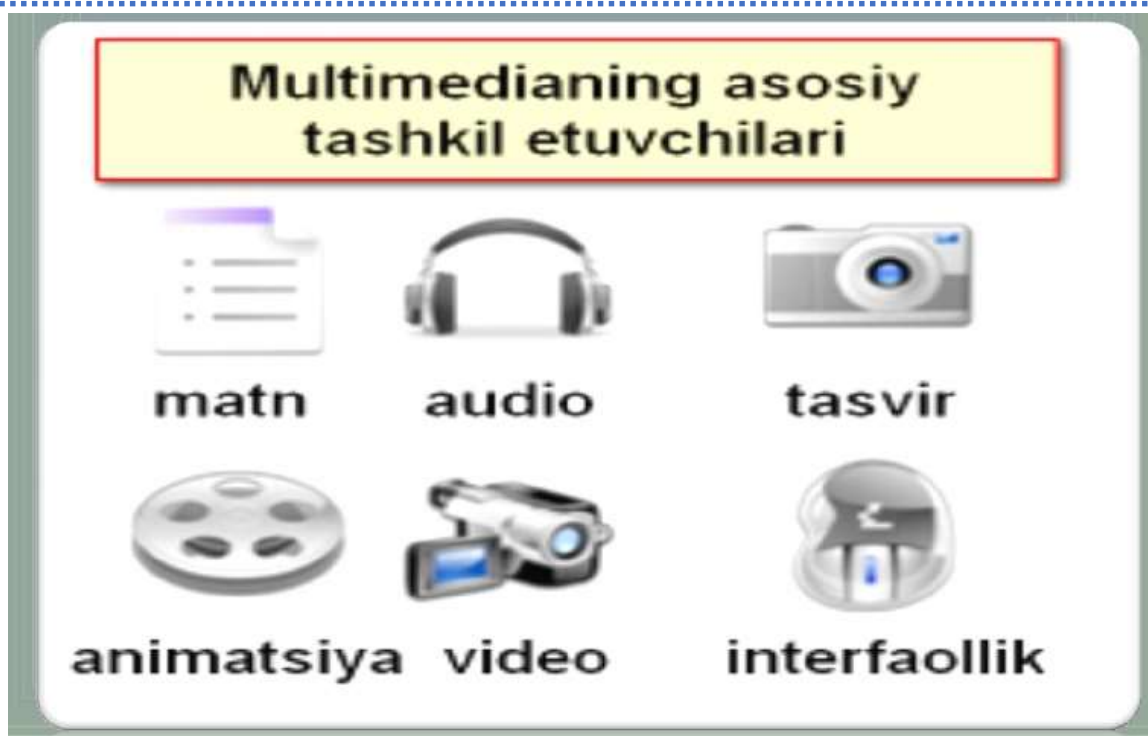 Multimedianing asosiy
tashkil etuvchilari
matn audio tasvir
animatsiya video interfaollik